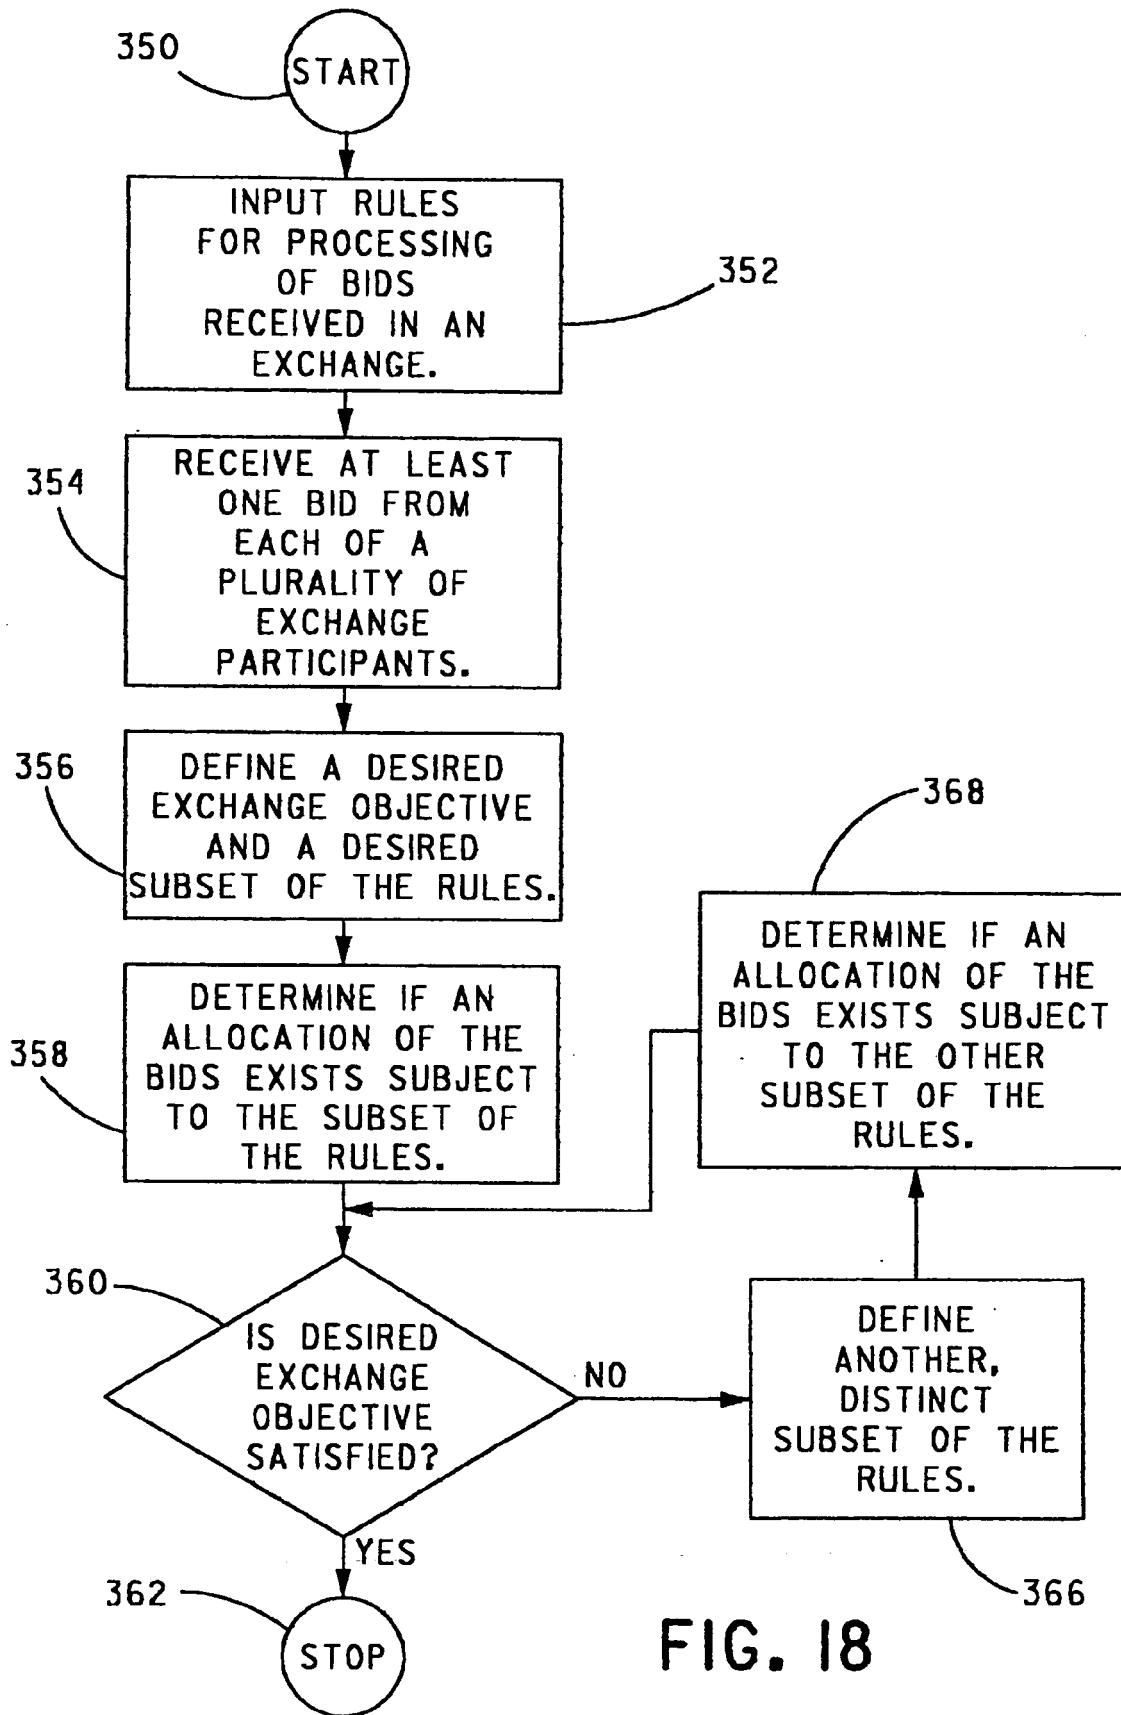 350
START
INPUT RULES
FOR PROCESSING
OF BIDS
RECEIVED IN AN
EXCHANGE.
352
354
RECEIVE AT LEAST
ONE BID FROM
EACH OF A
PLURALITY OF
EXCHANGE
PARTICIPANTS.
356
DEFINE A DESIRED
EXCHANGE OBJECTIVE
AND A DESIRED
SUBSET OF THE RULES.
358
DETERMINE IF AN
ALLOCATION OF THE
BIDS EXISTS SUBJECT
TO THE SUBSET OF
THE RULES.
368
DETERMINE IF AN
ALLOCATION OF THE
BIDS EXISTS SUBJECT
TO THE OTHER
SUBSET OF THE
RULES.
360
IS DESIRED
EXCHANGE
OBJECTIVE
SATISFIED?
NO
DEFINE
ANOTHER,
DISTINCT
SUBSET OF THE
RULES.
366
YES
362
STOP
FIG. 18